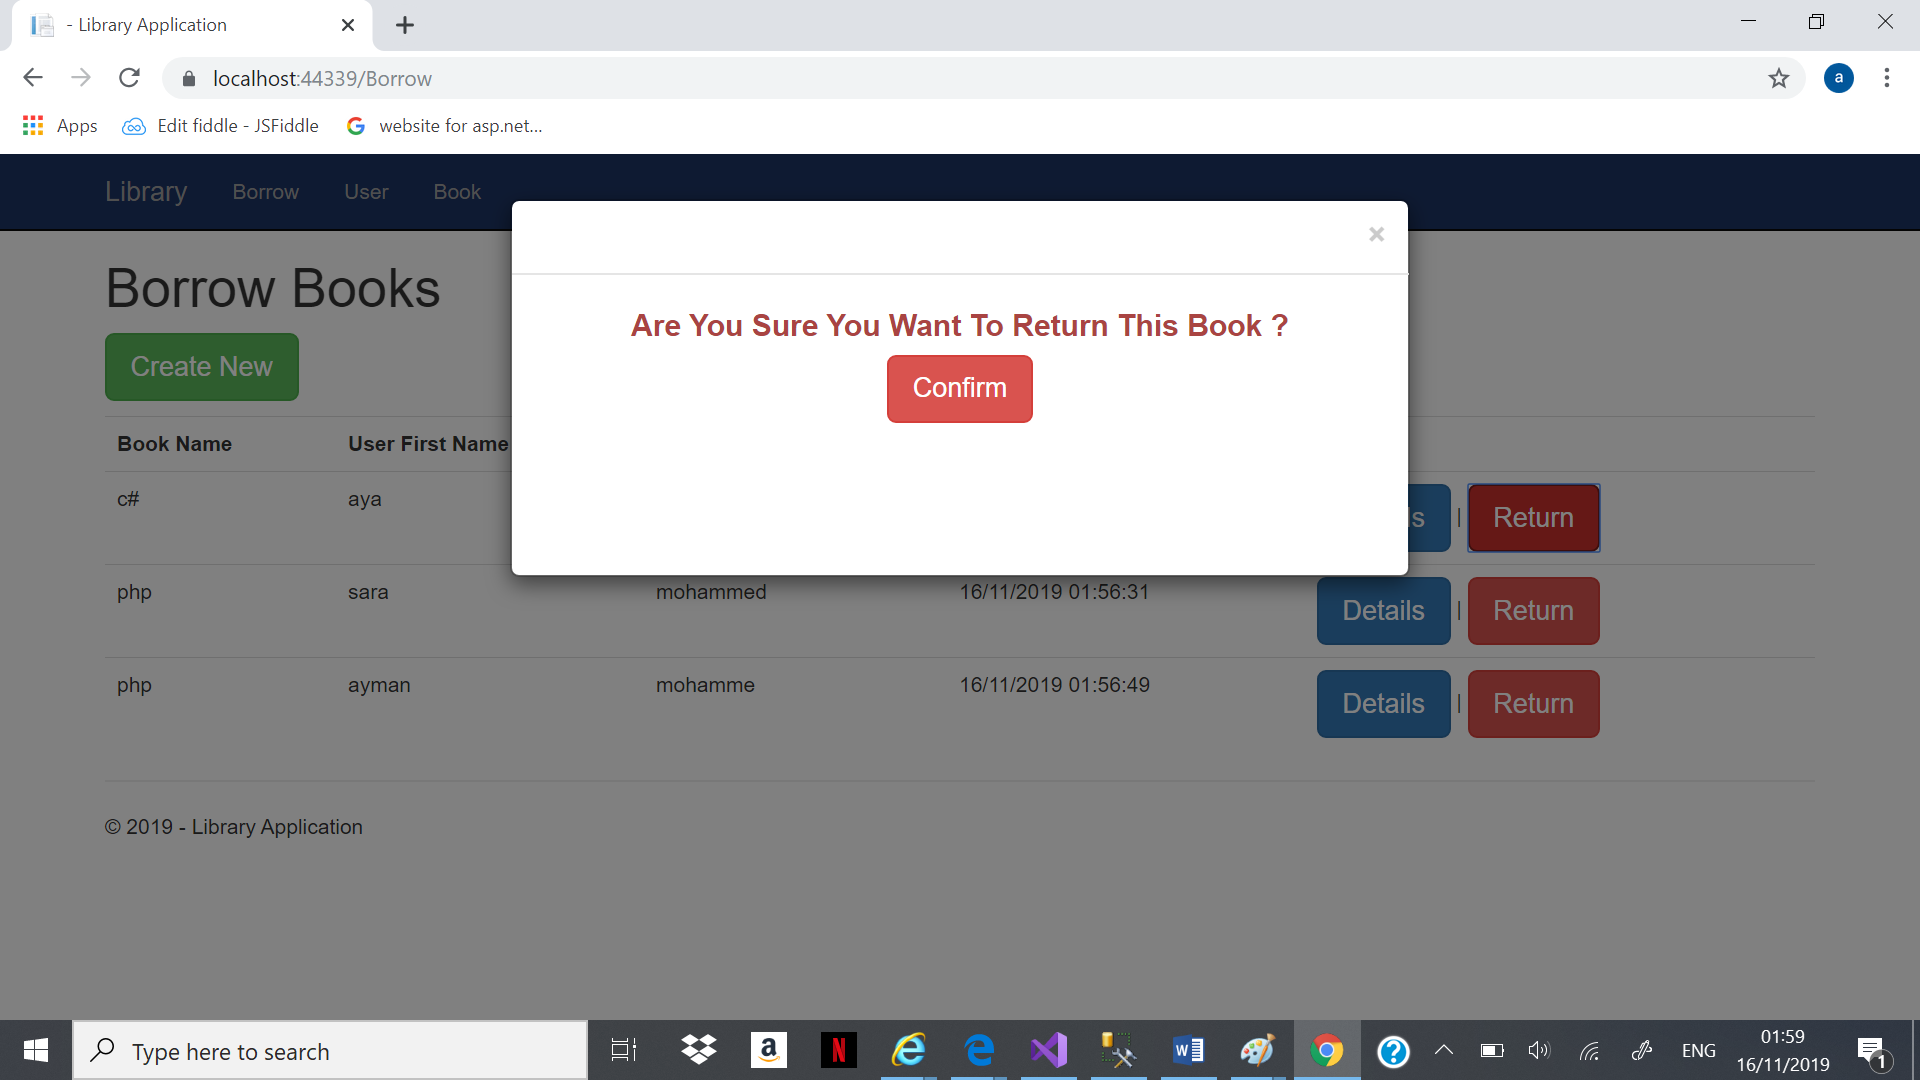 - Library Application
localhost:44339/Borrow
a
Apps Edit fiddle - JSFiddle website for asp.net...
Library Borrow User Book
×
Are You Sure You Want To Return This Book ?
Confirm
Borrow Books
Create New
Book Name User First Name
c# aya ls | Return
php sara mohammed 16/11/2019 01:56:31 Details | Return
php ayman mohamme 16/11/2019 01:56:49 Details | Return
© 2019 - Library Application
Type here to search
a N W ? ENG 01:59
16/11/2019
1